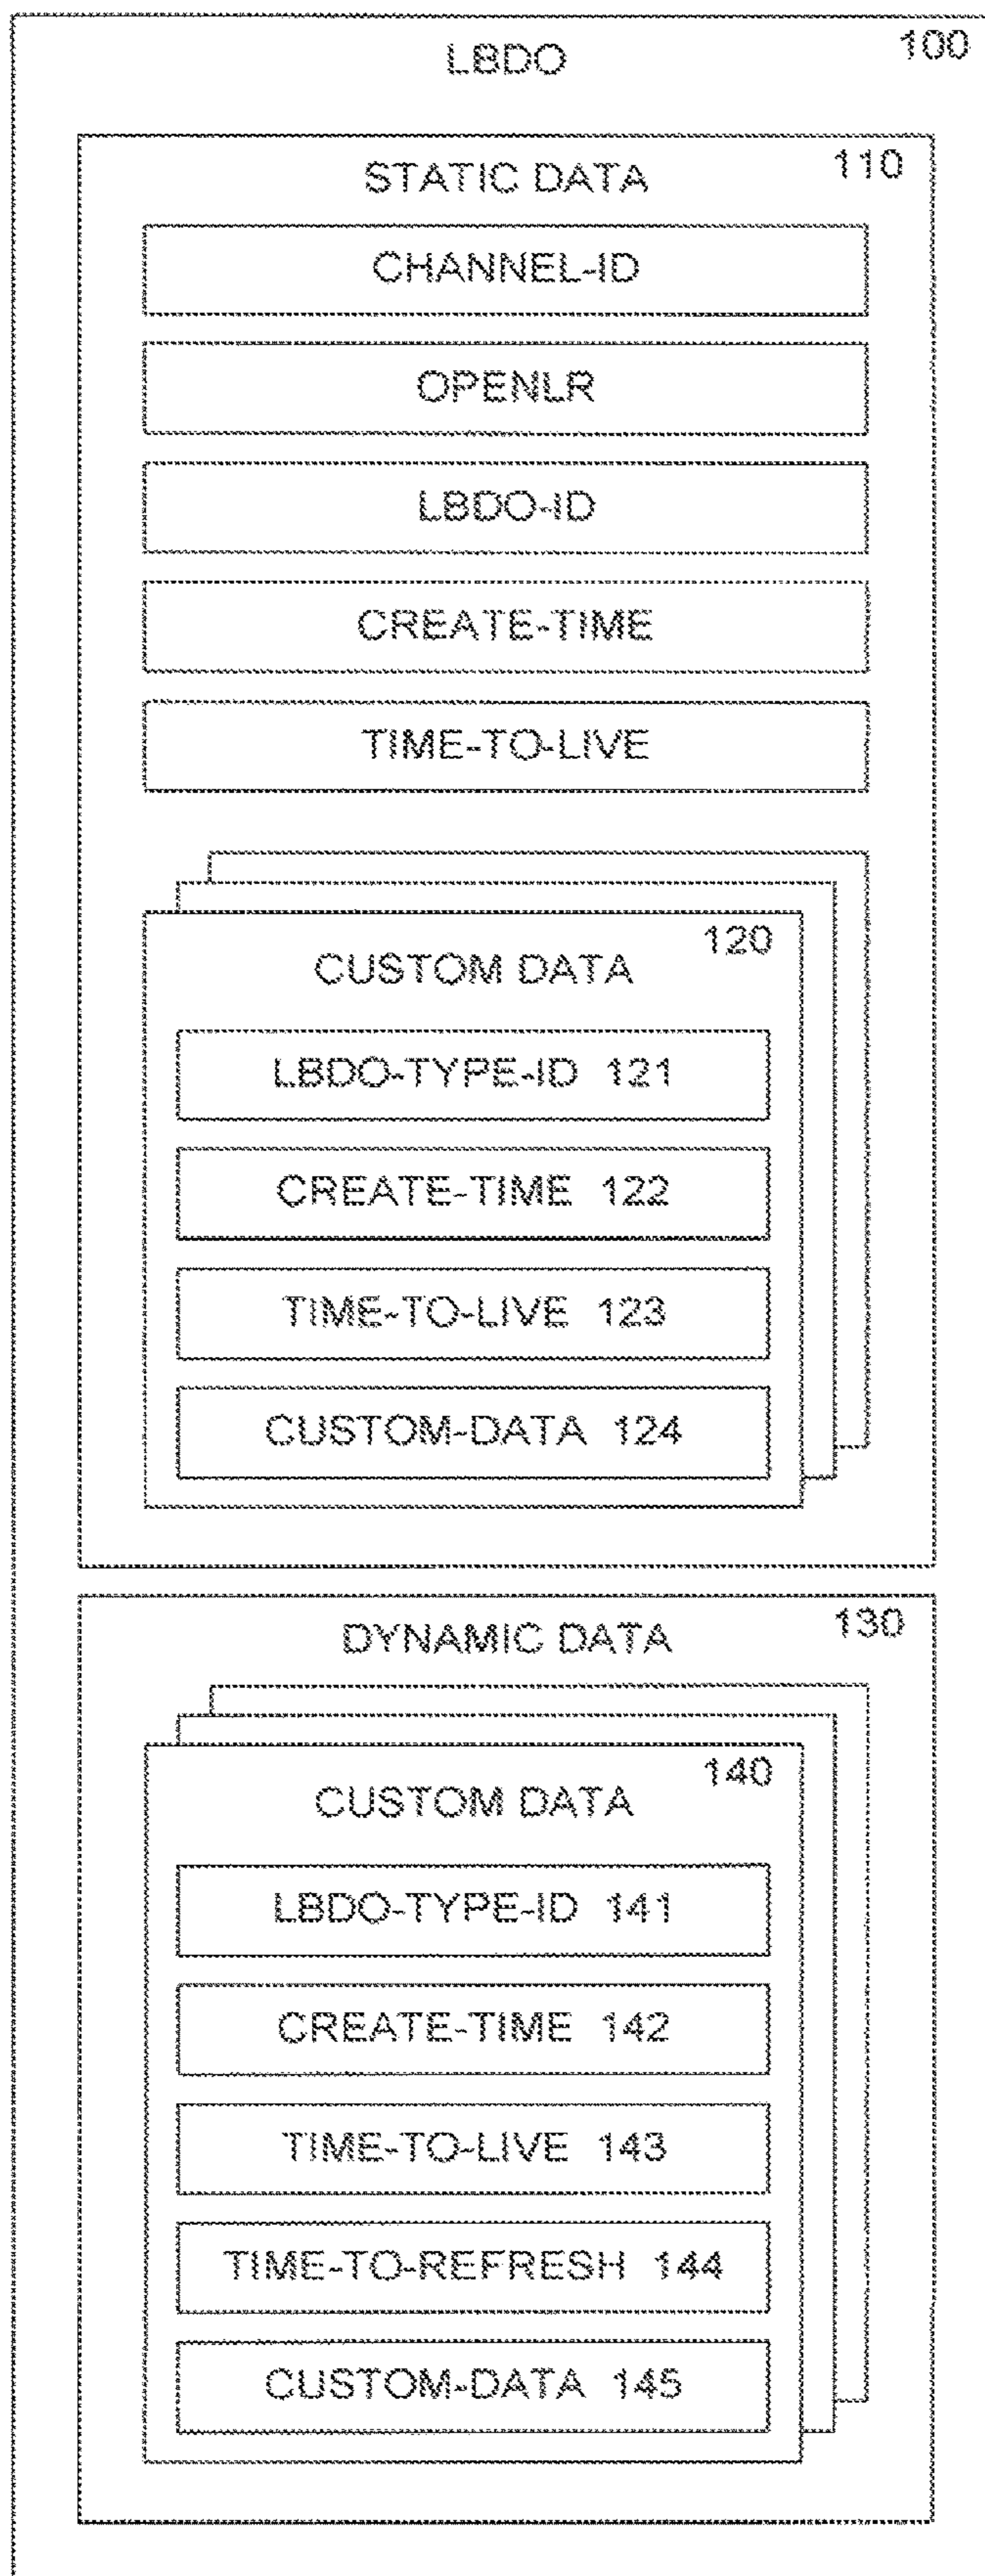 LBDO 100
STATIC DATA 110
CHANNEL-ID
OPENLR
LBDO-ID
CREATE-TIME
TIME-TO-LIVE
CUSTOM DATA 120
LBDO-TYPE-ID 121
CREATE-TIME 122
TIME-TO-LIVE 123
CUSTOM-DATA 124
DYNAMIC DATA 130
CUSTOM DATA 140
LBDO-TYPE-ID 141
CREATE-TIME 142
TIME-TO-LIVE 143
TIME-TO-REFRESH 144
CUSTOM-DATA 145